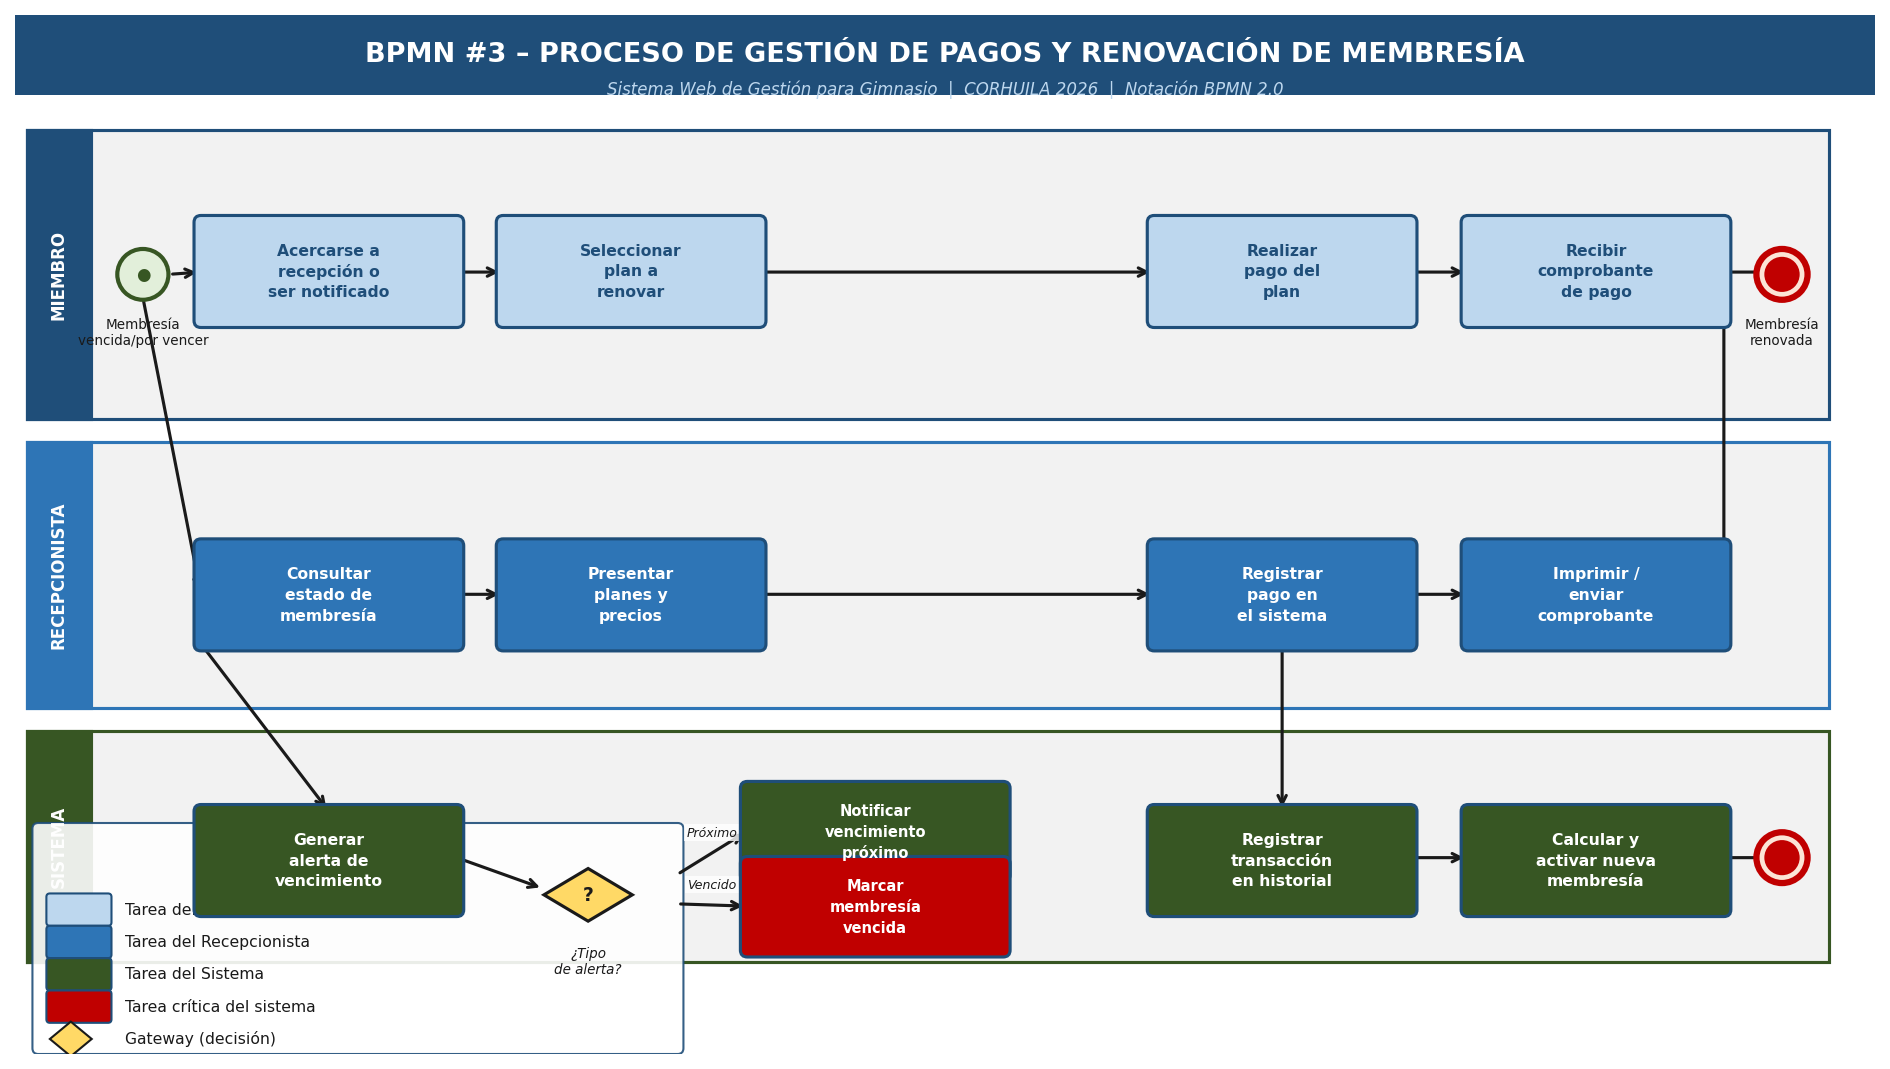 BPMN #3 – PROCESO DE GESTIÓN DE PAGOS Y RENOVACIÓN DE MEMBRESÍA
Sistema Web de Gestión para Gimnasio | CORHUILA 2026 | Notación BPMN 2.0
MIEMBRO
Membresía
vencida/por vencer
Acercarse a
recepción o
ser notificado
Seleccionar
plan a
renovar
Realizar
pago del
plan
Recibir
comprobante
de pago
Membresía
renovada
RECEPCIONISTA
Consultar
estado de
membresía
Presentar
planes y
precios
Registrar
pago en
el sistema
Imprimir /
enviar
comprobante
SISTEMA
Generar
alerta de
vencimiento
?
¿Tipo
de alerta?
Próximo
Vencido
Notificar
vencimiento
próximo
Marcar
membresía
vencida
Registrar
transacción
en historial
Calcular y
activar nueva
membresía
Tarea de
Tarea del Recepcionista
Tarea del Sistema
Tarea crítica del sistema
Gateway (decisión)